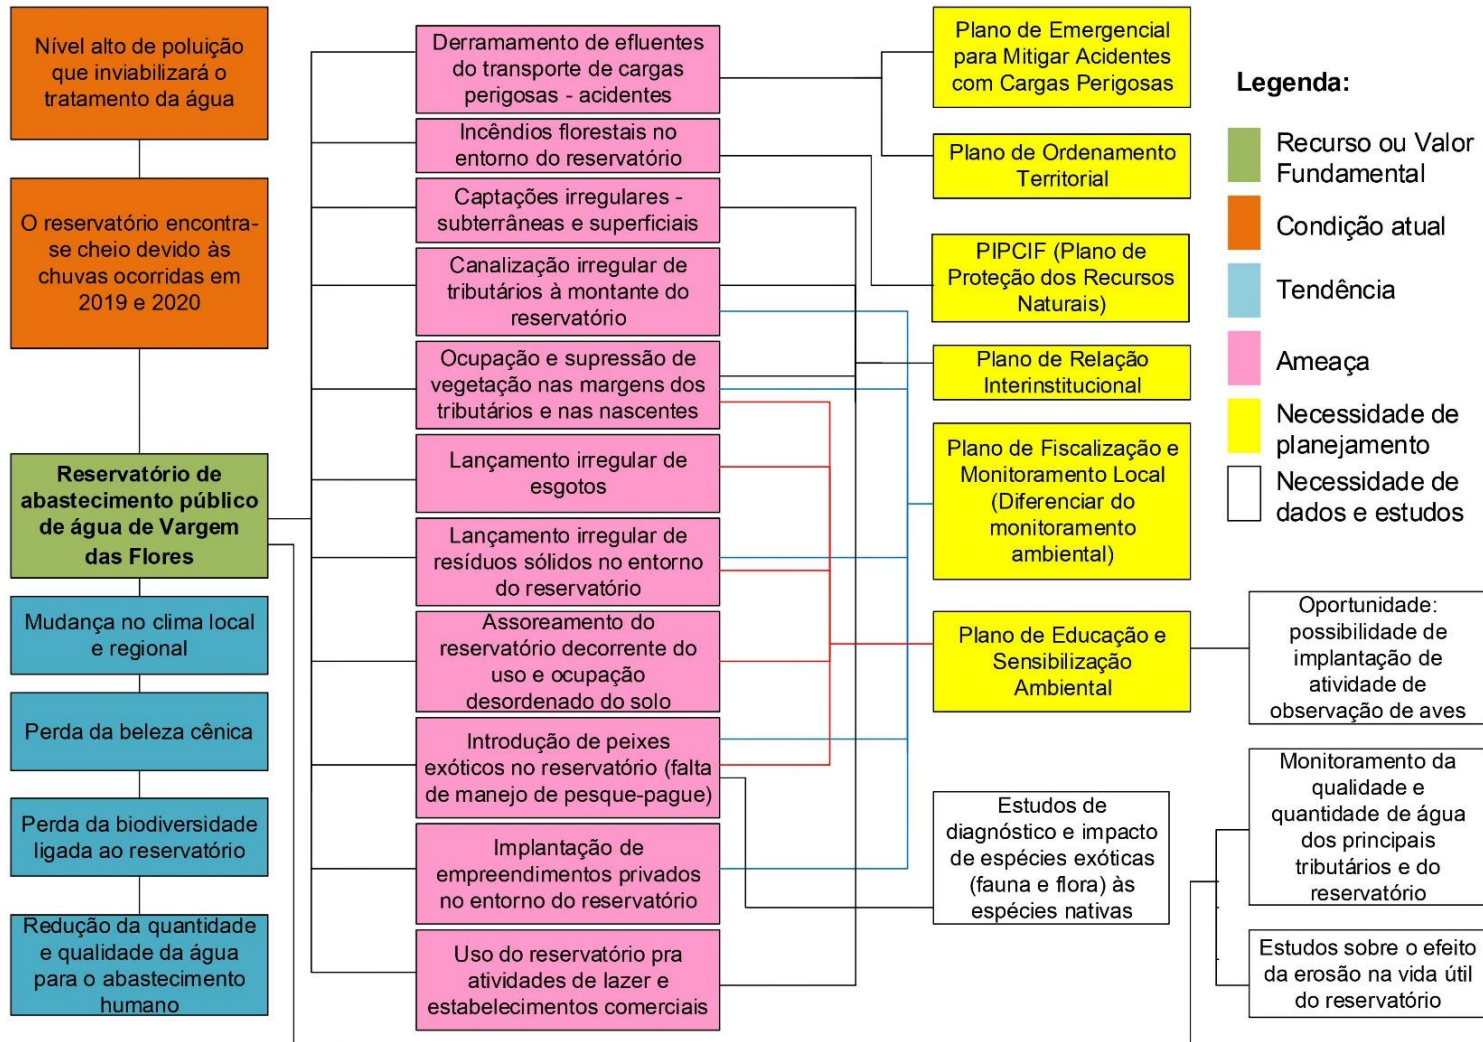 Nível alto de poluição
que inviabilizará o
tratamento da água
O reservatório encontra-
se cheio devido às
chuvas ocorridas em
2019 e 2020
Reservatório de
abastecimento público
de água de Vargem
das Flores
Mudança no clima local
e regional
Perda da beleza cênica
Perda da biodiversidade
ligada ao reservatório
Redução da quantidade
e qualidade da água
para o abastecimento
humano
Derramamento de efluentes
do transporte de cargas
perigosas - acidentes
Incêndios florestais no
entorno do reservatório
Captações irregulares -
subterrâneas e superficiais
Canalização irregular de
tributários à montante do
reservatório
Ocupação e supressão de
vegetação nas margens dos
tributários e nas nascentes
Lançamento irregular de
esgotos
Lançamento irregular de
resíduos sólidos no entorno
do reservatório
Assoreamento do
reservatório decorrente do
uso e ocupação
desordenado do solo
Introdução de peixes
exóticos no reservatório (falta
de manejo de pesque-pague)
Implantação de
empreendimentos privados
no entorno do reservatório
Uso do reservatório pra
atividades de lazer e
estabelecimentos comerciais
Plano de Emergencial
para Mitigar Acidentes
com Cargas Perigosas
Plano de Ordenamento
Territorial
PIPCIF (Plano de
Proteção dos Recursos
Naturais)
Plano de Relação
Interinstitucional
Plano de Fiscalização e
Monitoramento Local
(Diferenciar do
monitoramento
ambiental)
Plano de Educação e
Sensibilização
Ambiental
Estudos de
diagnóstico e impacto
de espécies exóticas
(fauna e flora) às
espécies nativas
Legenda:
Recurso ou Valor
Fundamental
Condição atual
Tendência
Ameaça
Necessidade de
planejamento
Necessidade de
dados e estudos
Oportunidade:
possibilidade de
implantação de
atividade de
observação de aves
Monitoramento da
qualidade e
quantidade de água
dos principais
tributários e do
reservatório
Estudos sobre o efeito
da erosão na vida útil
do reservatório